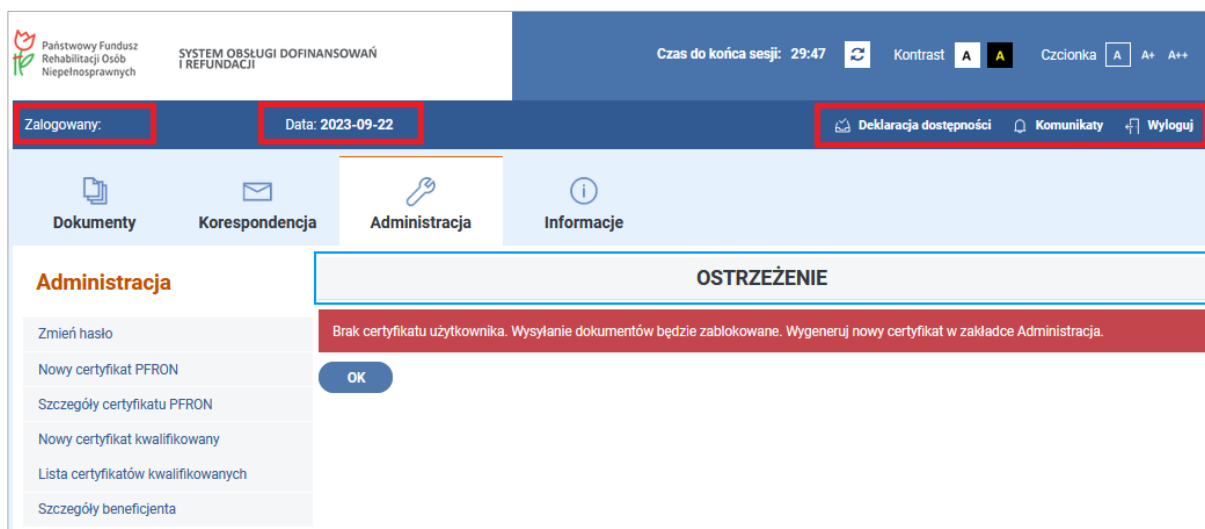 Państwowy Fundusz
Rehabilitacji Osób
Niepełnosprawnych
SYSTEM OBSŁUGI DOFINANSOWAŃ
I REFUNDACJI
Czas do końca sesji: 29:47
Kontrast A A
Czcionka A A+ A++
Zalogowany:
Data: 2023-09-22
Deklaracja dostępności
Komunikaty
Wyloguj
Dokumenty
Korespondencja
Administracja
Informacje
Administracja
Zmień hasło
Nowy certyfikat PFRON
Szczegóły certyfikatu PFRON
Nowy certyfikat kwalifikowany
Lista certyfikatów kwalifikowanych
Szczegóły beneficjenta
OSTRZEŻENIE
Brak certyfikatu użytkownika. Wysyłanie dokumentów będzie zablokowane. Wygeneruj nowy certyfikat w zakładce Administracja.
OK